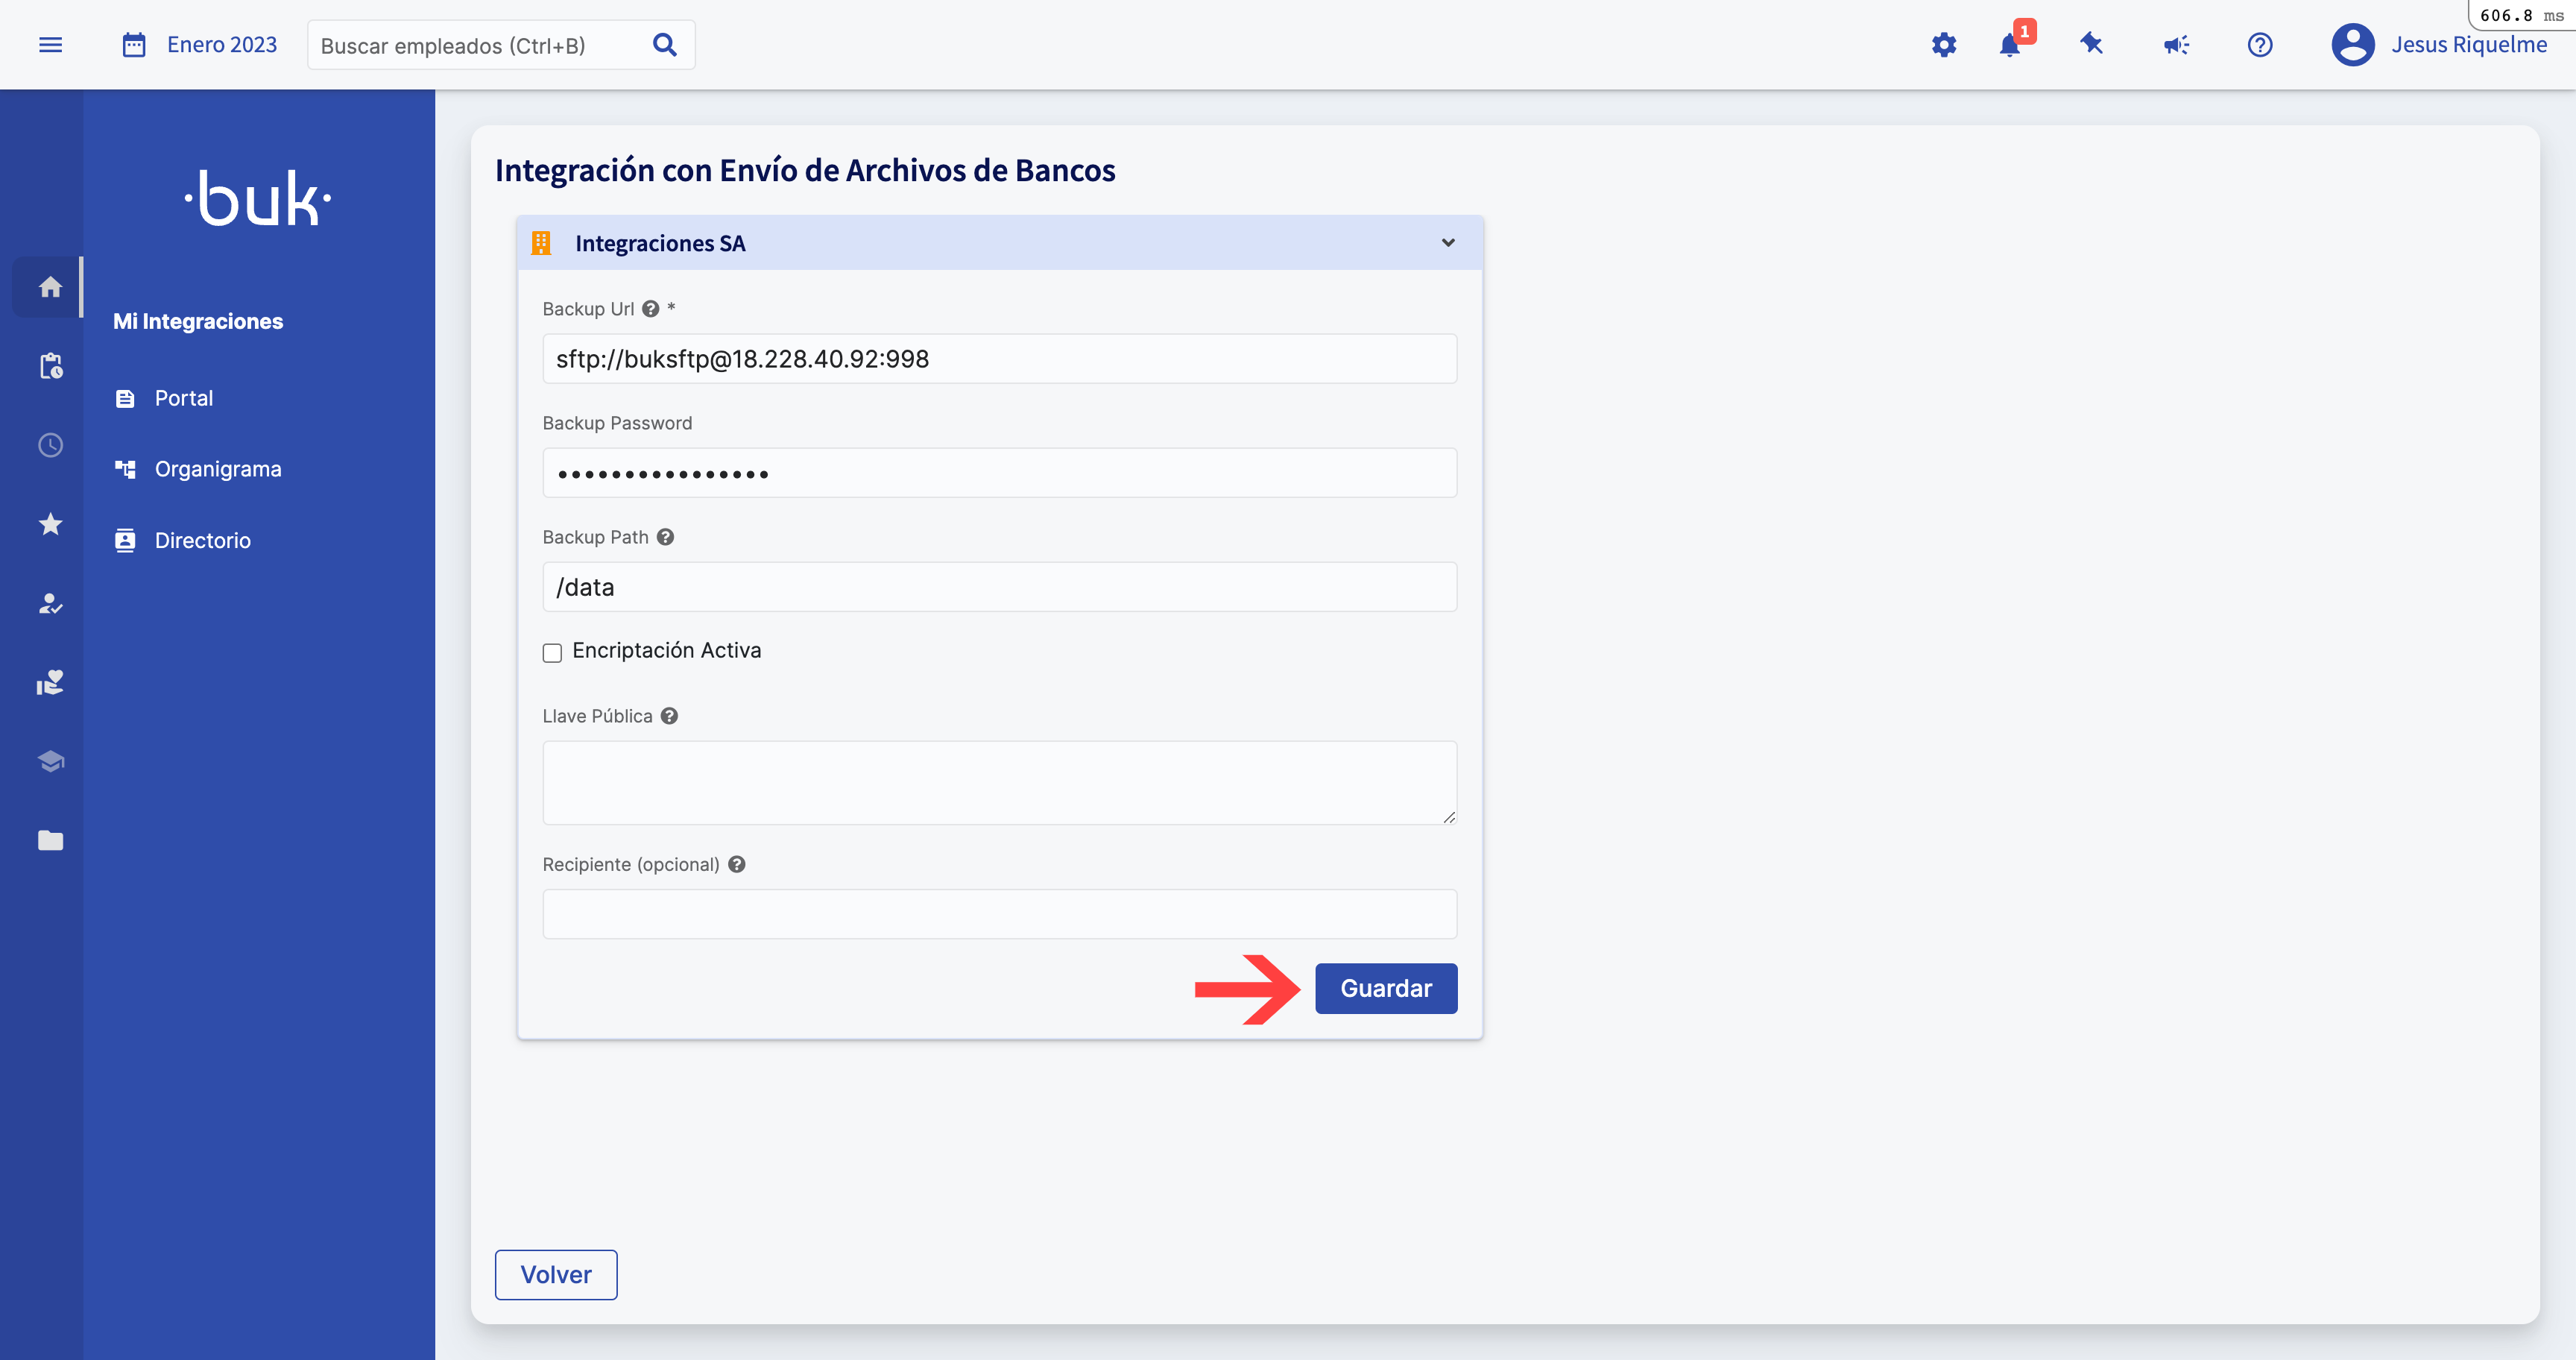 606.8 ms
Enero 2023
Buscar empleados (Ctrl+B)
1
Jesus Riquelme
·buk·
Mi Integraciones
Portal
Organigrama
Directorio
Integración con Envío de Archivos de Bancos
Integraciones SA
Backup Url ? *
sftp://buksftp@18.228.40.92:998
Backup Password
••••••••••••••••
Backup Path ?
/data
Encriptación Activa
Llave Pública ?
Recipiente (opcional) ?
Guardar
Volver